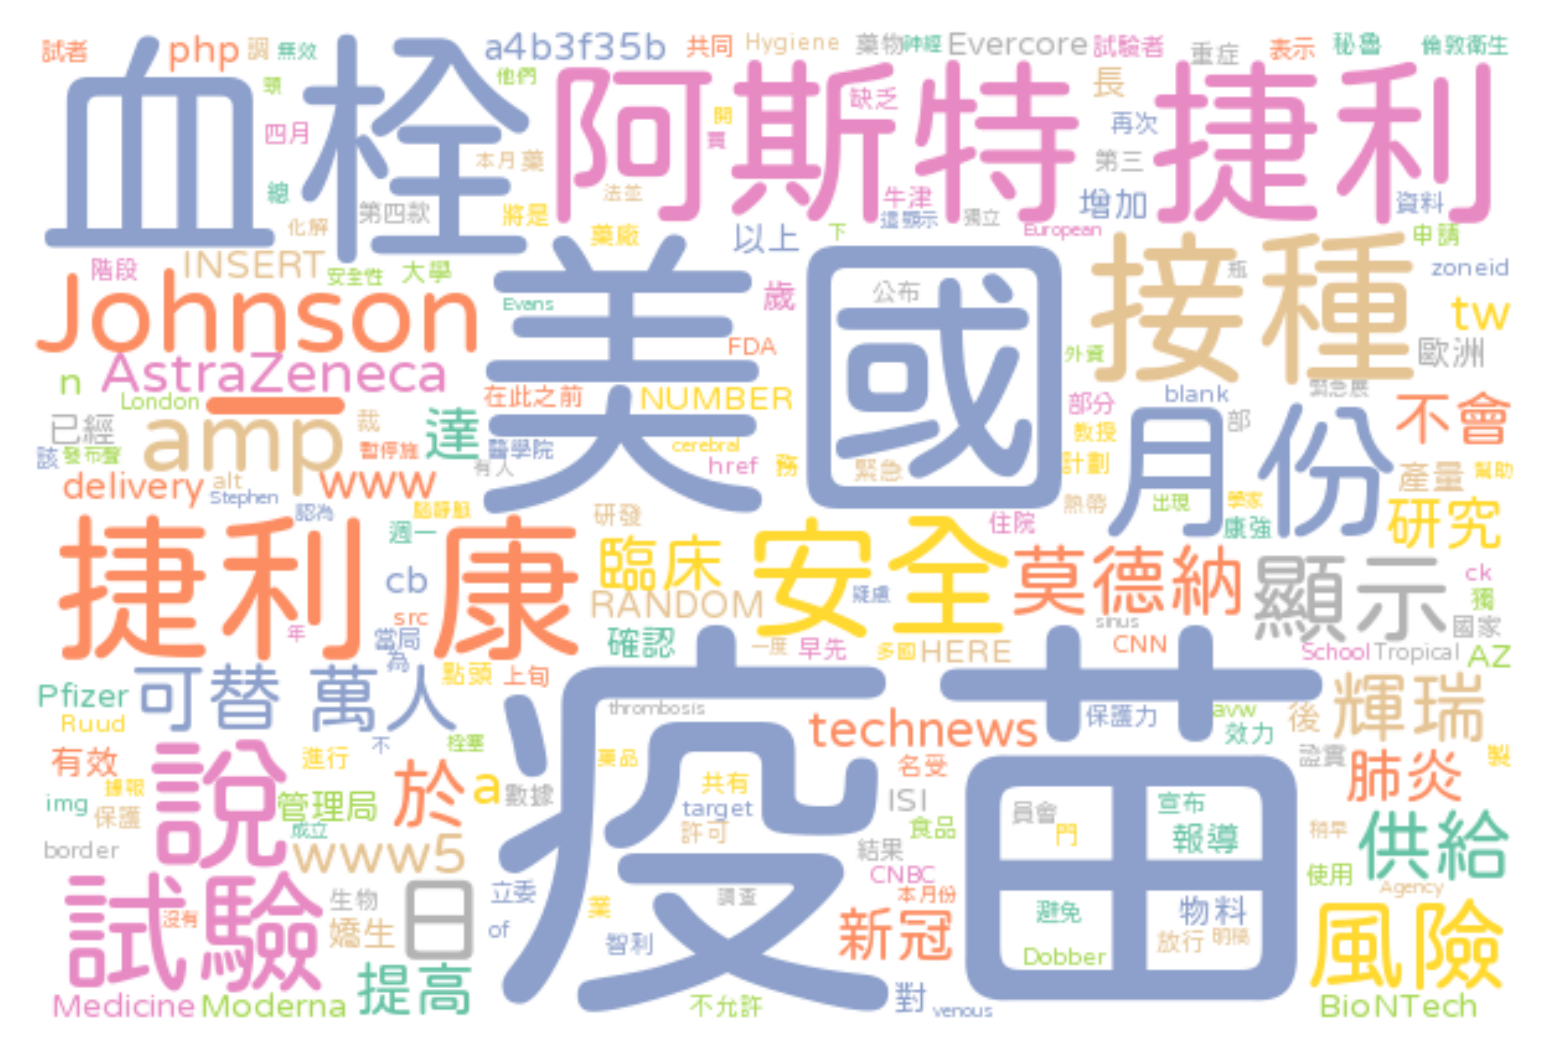 試者 php 調 無效 a4b3f35b 共同 Hygiene 藥物 神經 Evercore 試驗者 重症 表示 秘魯 倫敦衛生
血栓 阿斯特捷利
頸 他們 缺乏 長
四月 本月 藥 開 買 再次 第三
總 第四款 化解 將是 法並 藥廠 牛津 這顯示 獨立 European 增加 資料
以上 下 申請
階段 INSERT 安全性 大學 歲 公布 接種 瓶 zoneid
Johnson Evans 美國 FDA 外資 tw
AstraZeneca 歐洲
n London 在此之前 NUMBER 部分 blank 緊急 不會
已經 amp 裁 達 cerebral 教授 部 月份
該 發布聲 暫停施 醫學院 有人 href 務 緊急 計劃 產量 幫助
delivery alt www Stephen 熱帶 出現 學家
認為 腦靜脈 研發 住院 康強 研究
捷利康 週一 臨床 安全 莫德納 顯示
cb RANDOM 疑慮 ck
src sinus 獨
年 當局 為 確認 一度 早先 多國 HERE CNN 國家
School Tropical AZ
Pfizer 可替 萬人 點頭 上旬 疫苗
Ruud thrombosis technews 保護力 avw 後 輝瑞
不 栓塞 效力
有效 說 進行 於 藥品 名受 證實 肺炎 製
據報 img 保護 管理局 a 數據 共有 target ISI 員會 宣布
成立 許可 食品 門 報導 稍早 供給
border www5 結果
CNBC 使用 Agency
試驗 生物 日 立委 業 調查 本月份 避免 物料
沒有 嬌生 of 智利 新冠 放行 明稿 風險
提高 Dobber
Medicine Moderna 不允許 對 venous BioNTech